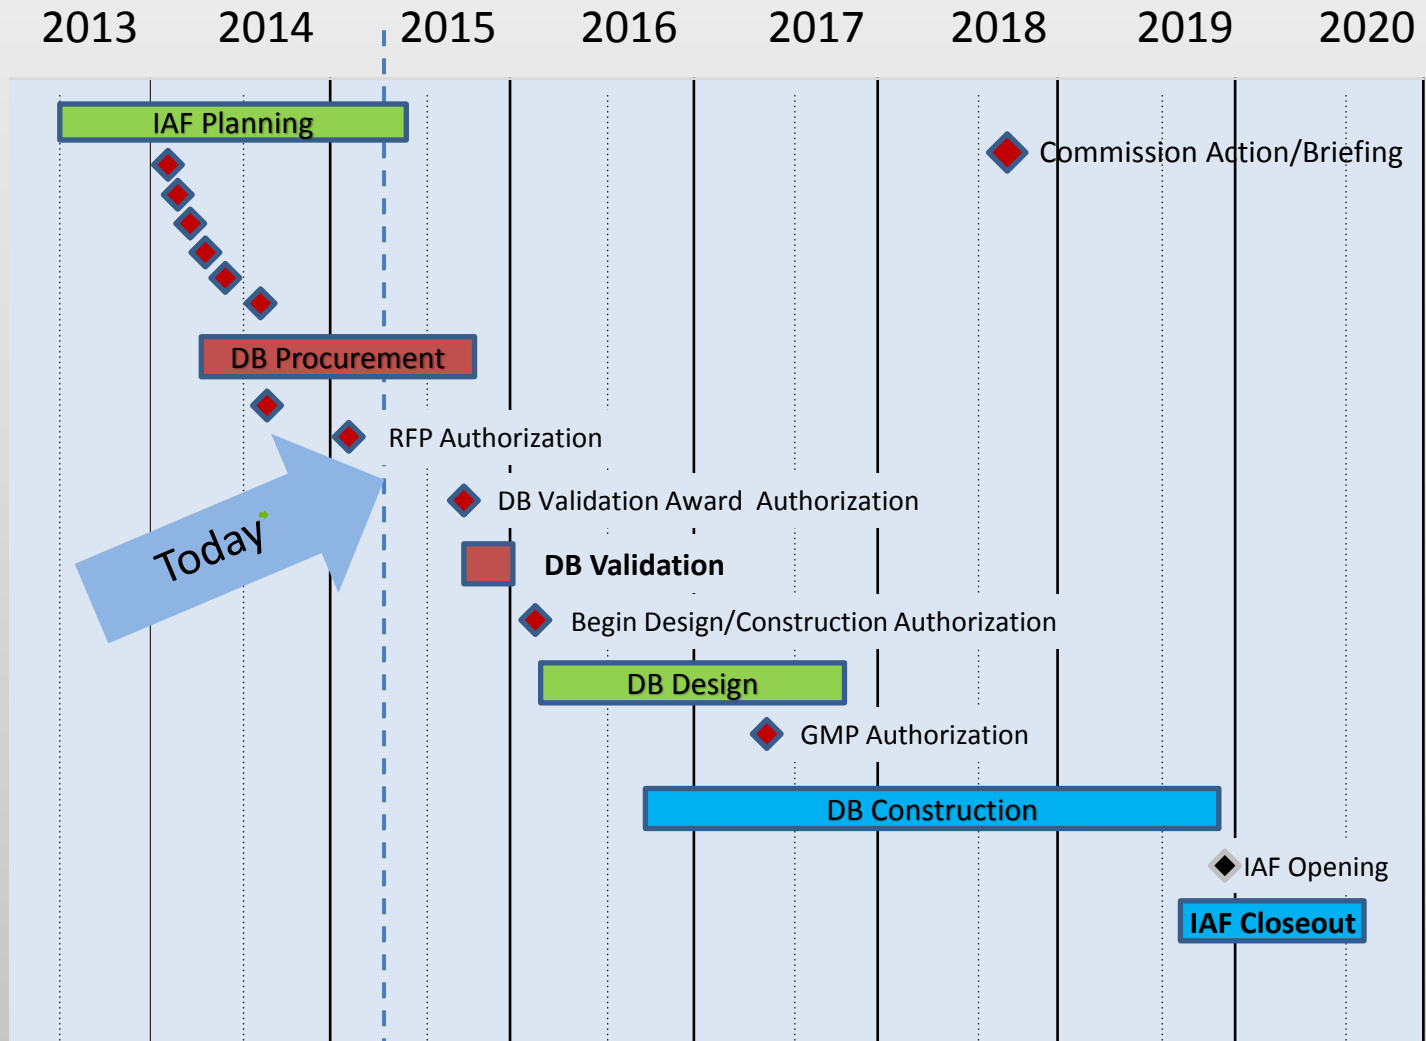 2013 2014 2015 2016 2017 2018 2019 2020
IAF Planning
Commission Action/Briefing
DB Procurement
RFP Authorization
DB Validation Award Authorization
Today
DB Validation
Begin Design/Construction Authorization
DB Design
GMP Authorization
DB Construction
IAF Opening
IAF Closeout